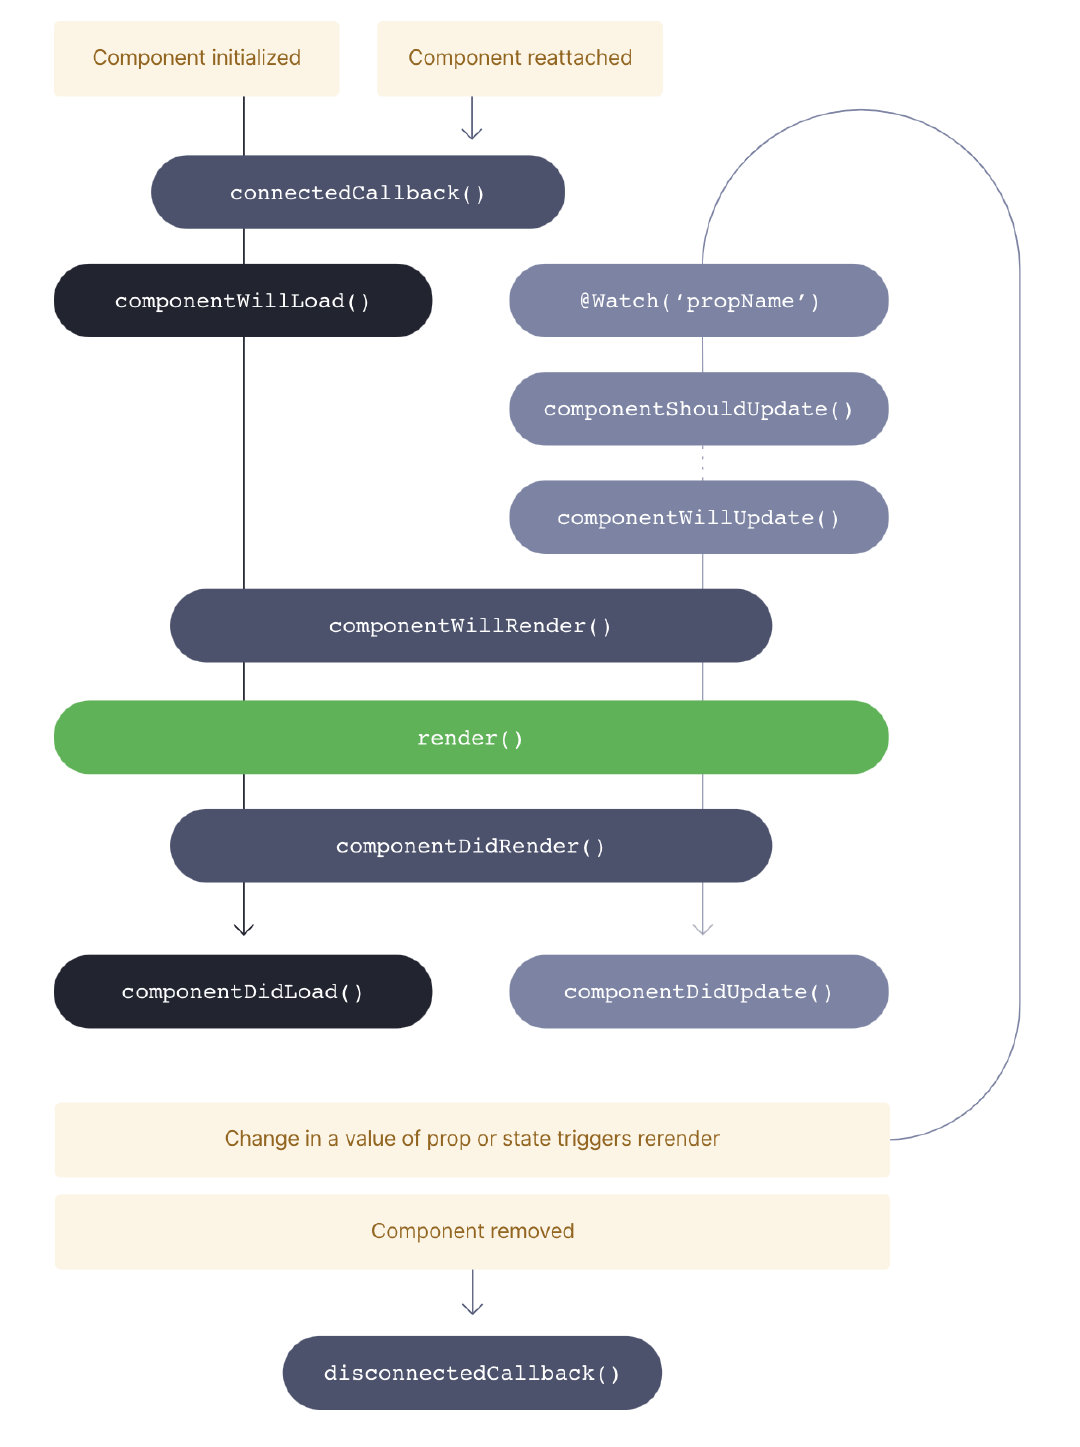 Component initialized
Component reattached
connectedCallback()
componentWillLoad()
@Watch(‘propName’)
componentShouldUpdate()
componentWillUpdate()
componentWillRender()
render()
componentDidRender()
componentDidLoad()
componentDidUpdate()
Change in a value of prop or state triggers rerender
Component removed
disconnectedCallback()